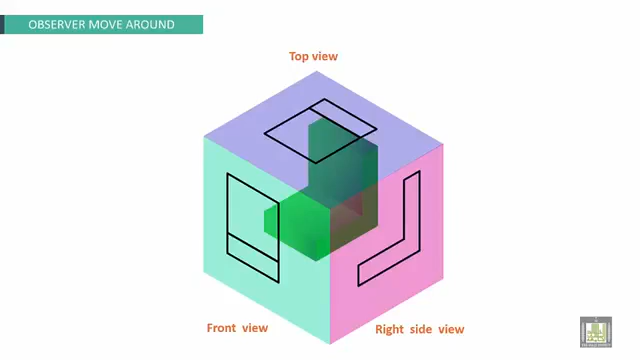 OBSERVER MOVE AROUND
Top view
Front view
Right side view